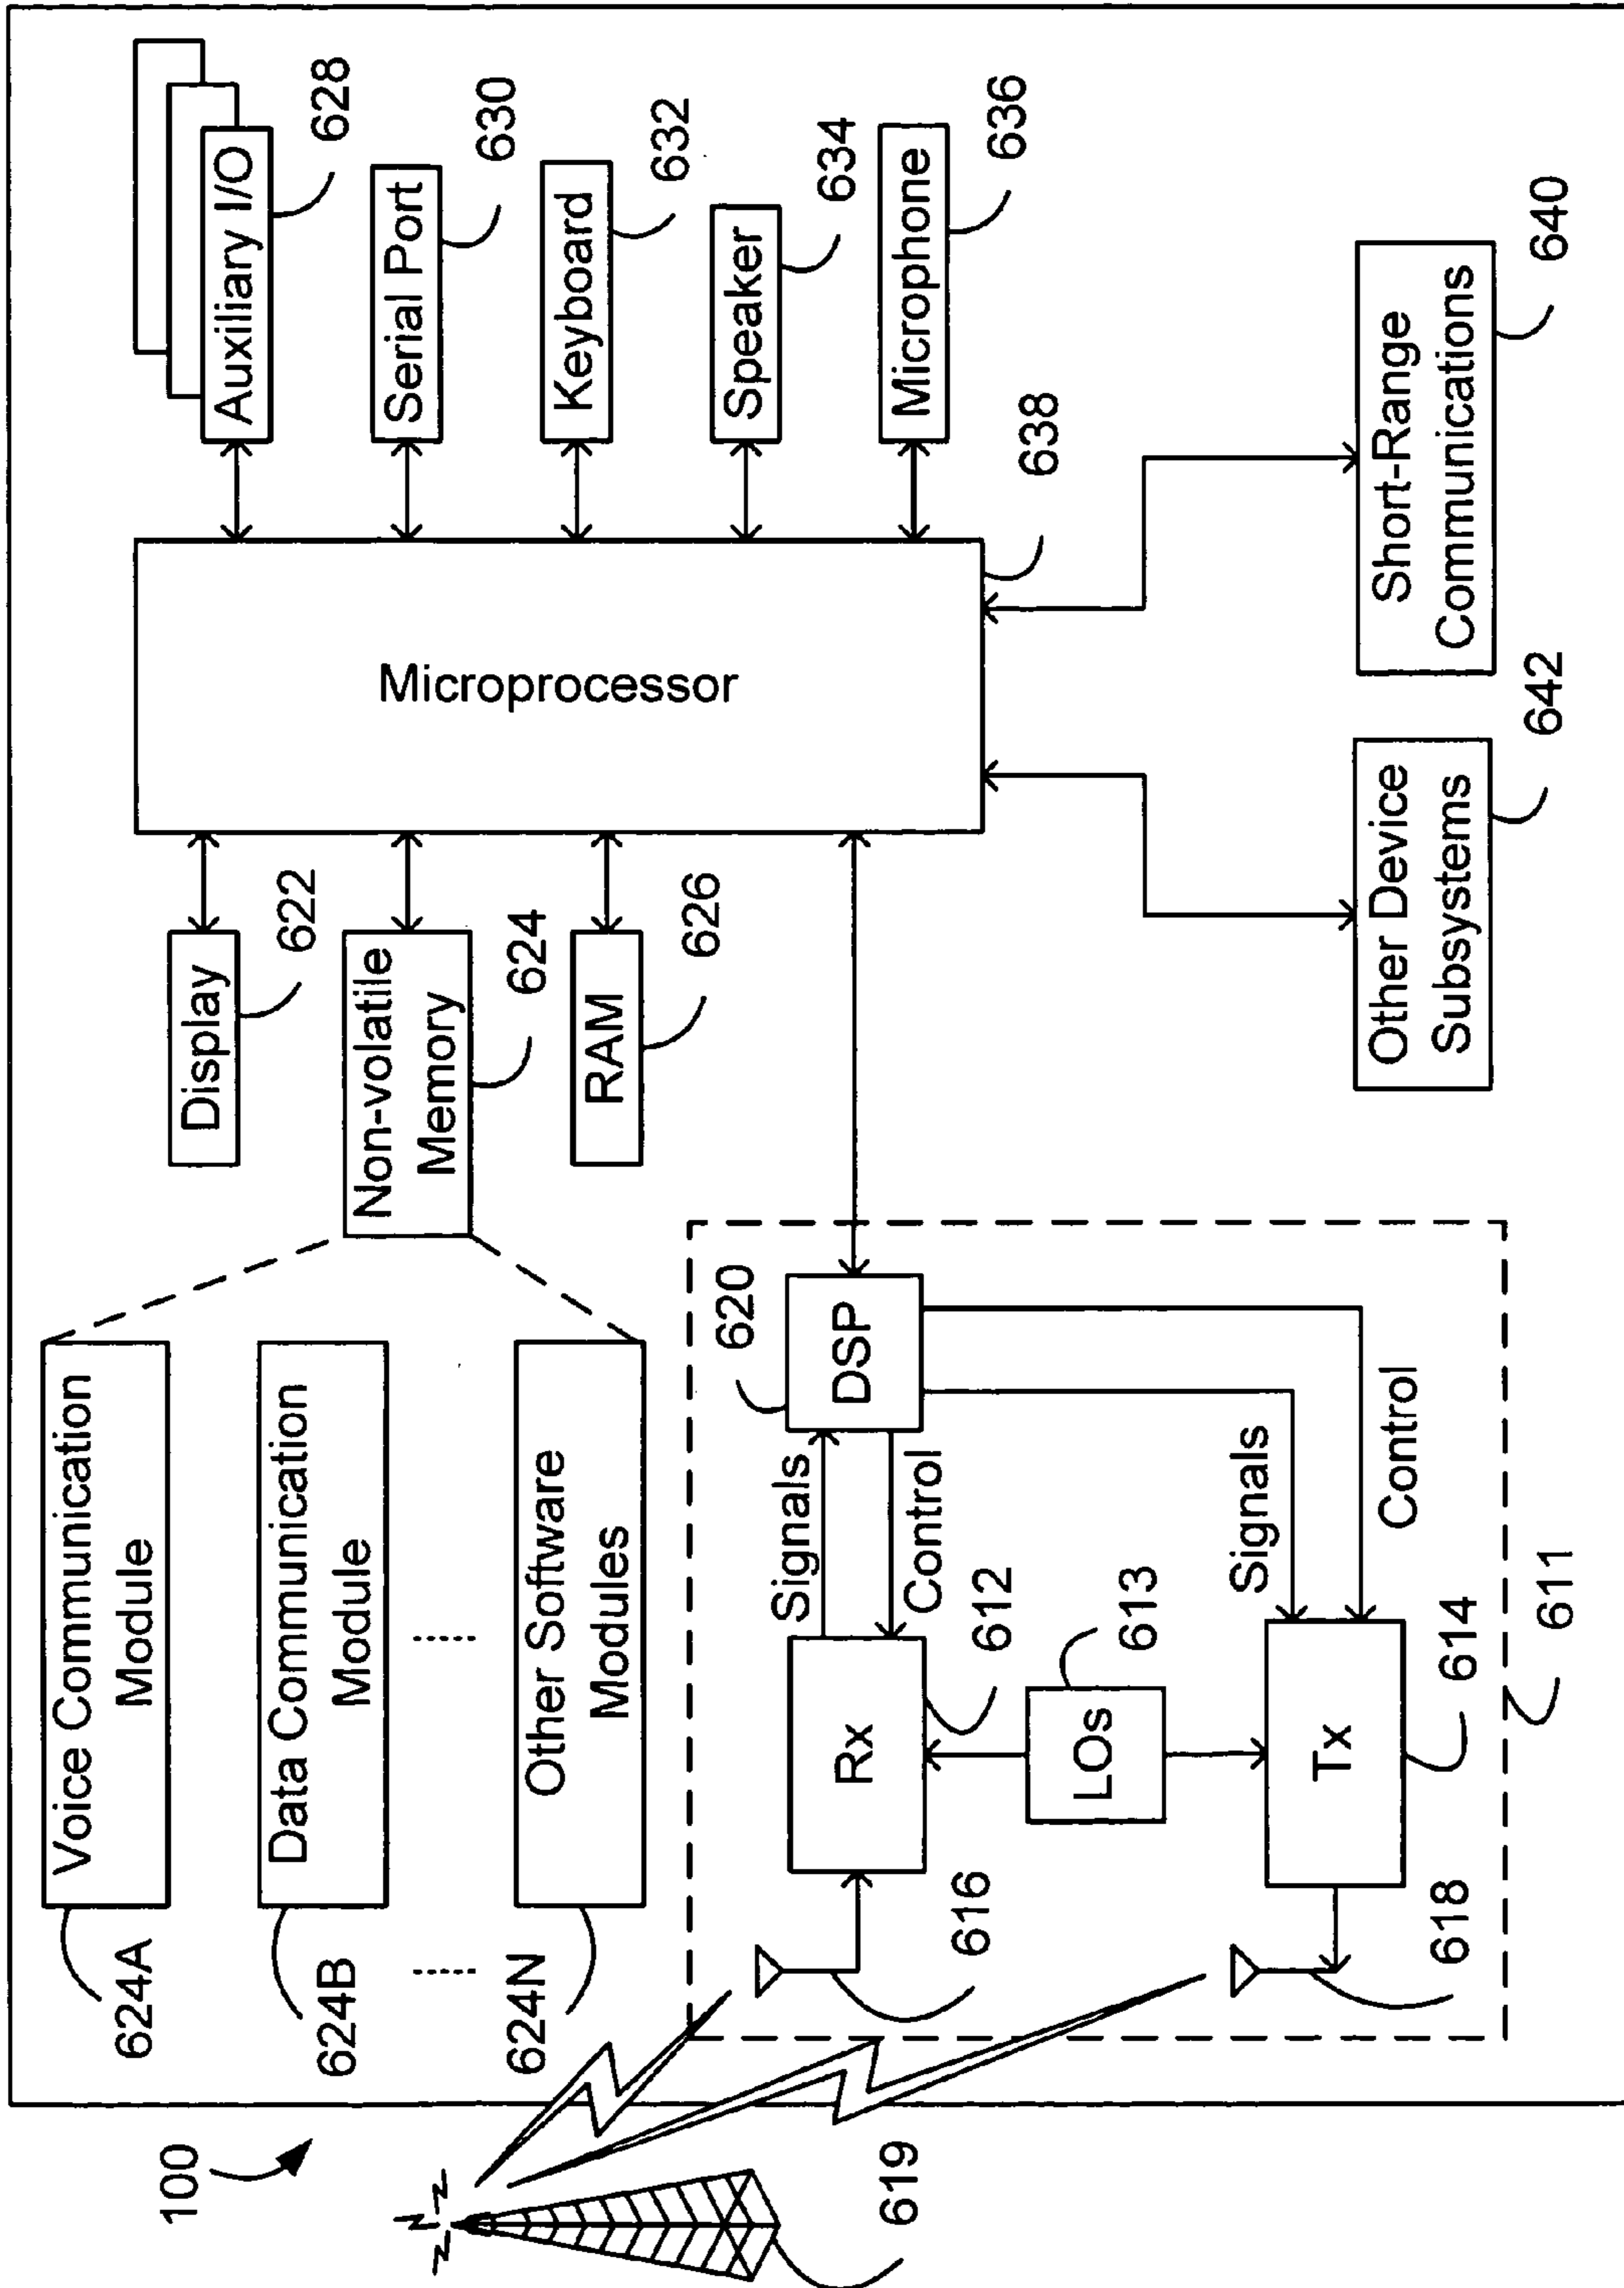 100
624A
Voice Communication
Module
624B
Data Communication
Module
624N
Other Software
Modules
Display
622
Non-volatile
Memory
624
RAM
626
Microprocessor
638
Auxiliary I/O
628
Serial Port
630
Keyboard
632
Speaker
634
Microphone
636
619
616
Rx
612
Signals
Control
620
DSP
LOs
613
618
Tx
614
Signals
Control
611
Other Device
Subsystems
642
Short-Range
Communications
640